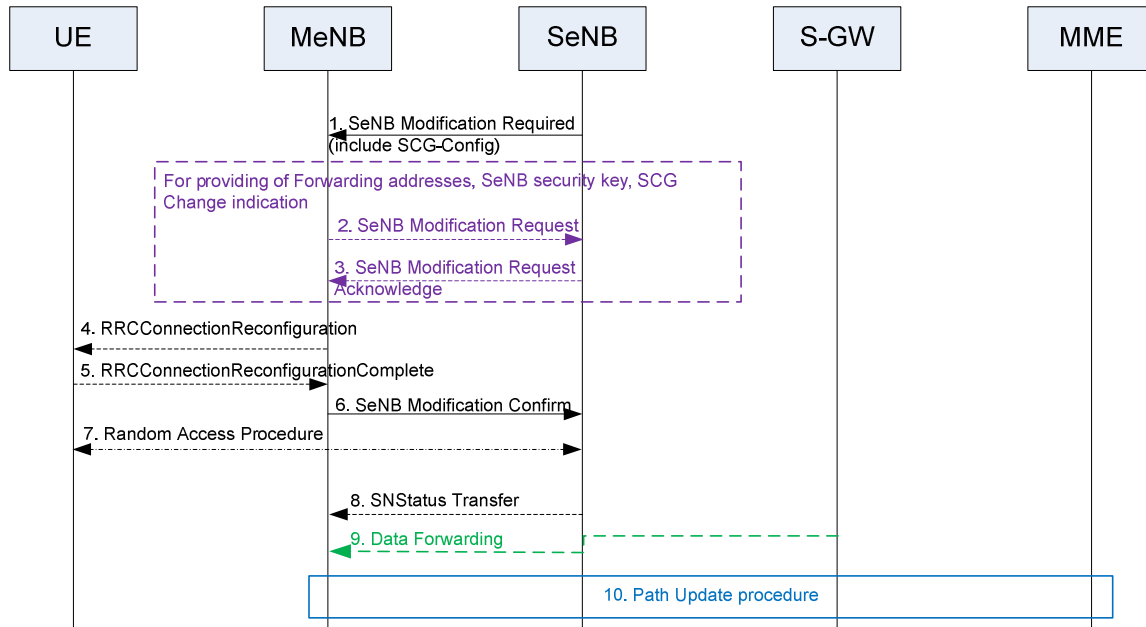 UE
MeNB
SeNB
S-GW
MME
1. SeNB Modification Required
(include SCG-Config)
For providing of Forwarding addresses, SeNB security key, SCG
Change indication
2. SeNB Modification Request
3. SeNB Modification Request
Acknowledge
4. RRCConnectionReconfiguration
5. RRCConnectionReconfigurationComplete
6. SeNB Modification Confirm
7. Random Access Procedure
8. SNStatus Transfer
9. Data Forwarding
10. Path Update procedure